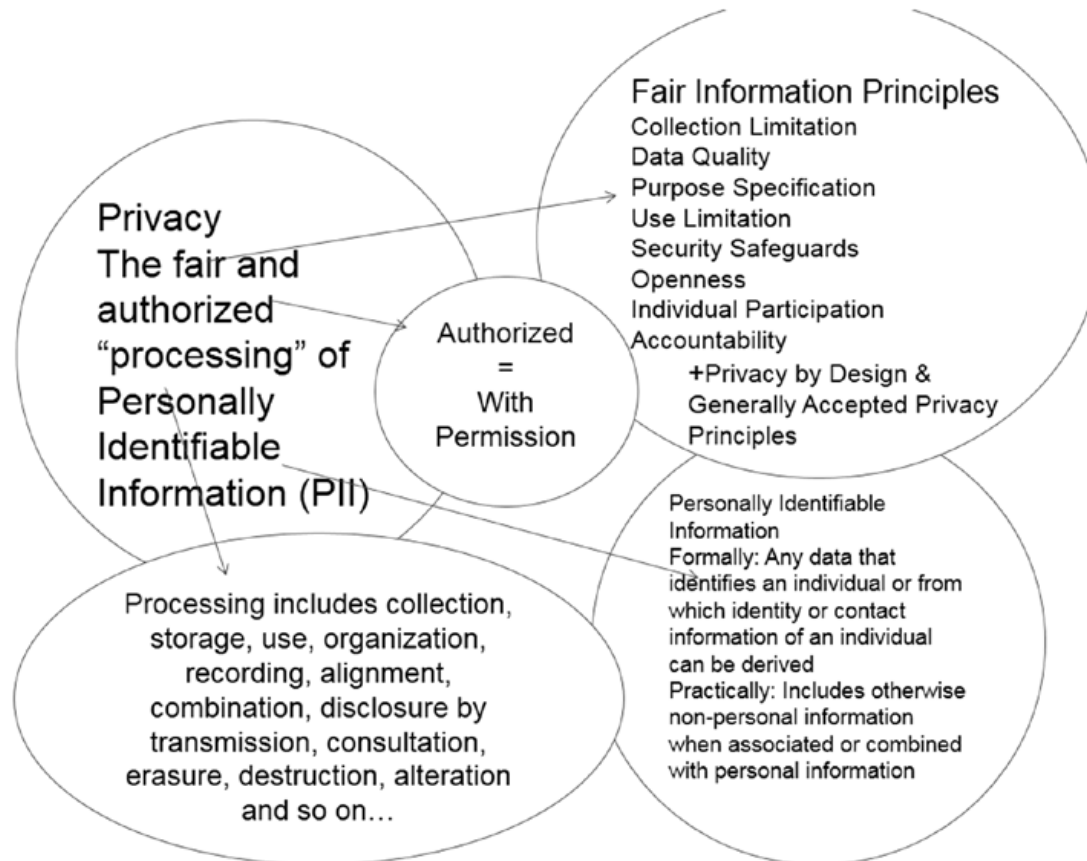 Privacy
The fair and
authorized
“processing” of
Personally
Identifiable
Information (PII)
Fair Information Principles
Collection Limitation
Data Quality
Purpose Specification
Use Limitation
Security Safeguards
Openness
Individual Participation
Accountability
+Privacy by Design &
Generally Accepted Privacy
Principles
Authorized
=
With
Permission
Personally Identifiable
Information
Formally: Any data that
identifies an individual or from
which identity or contact
information of an individual
can be derived
Practically: Includes otherwise
non-personal information
when associated or combined
with personal information
Processing includes collection,
storage, use, organization,
recording, alignment,
combination, disclosure by
transmission, consultation,
erasure, destruction, alteration
and so on…